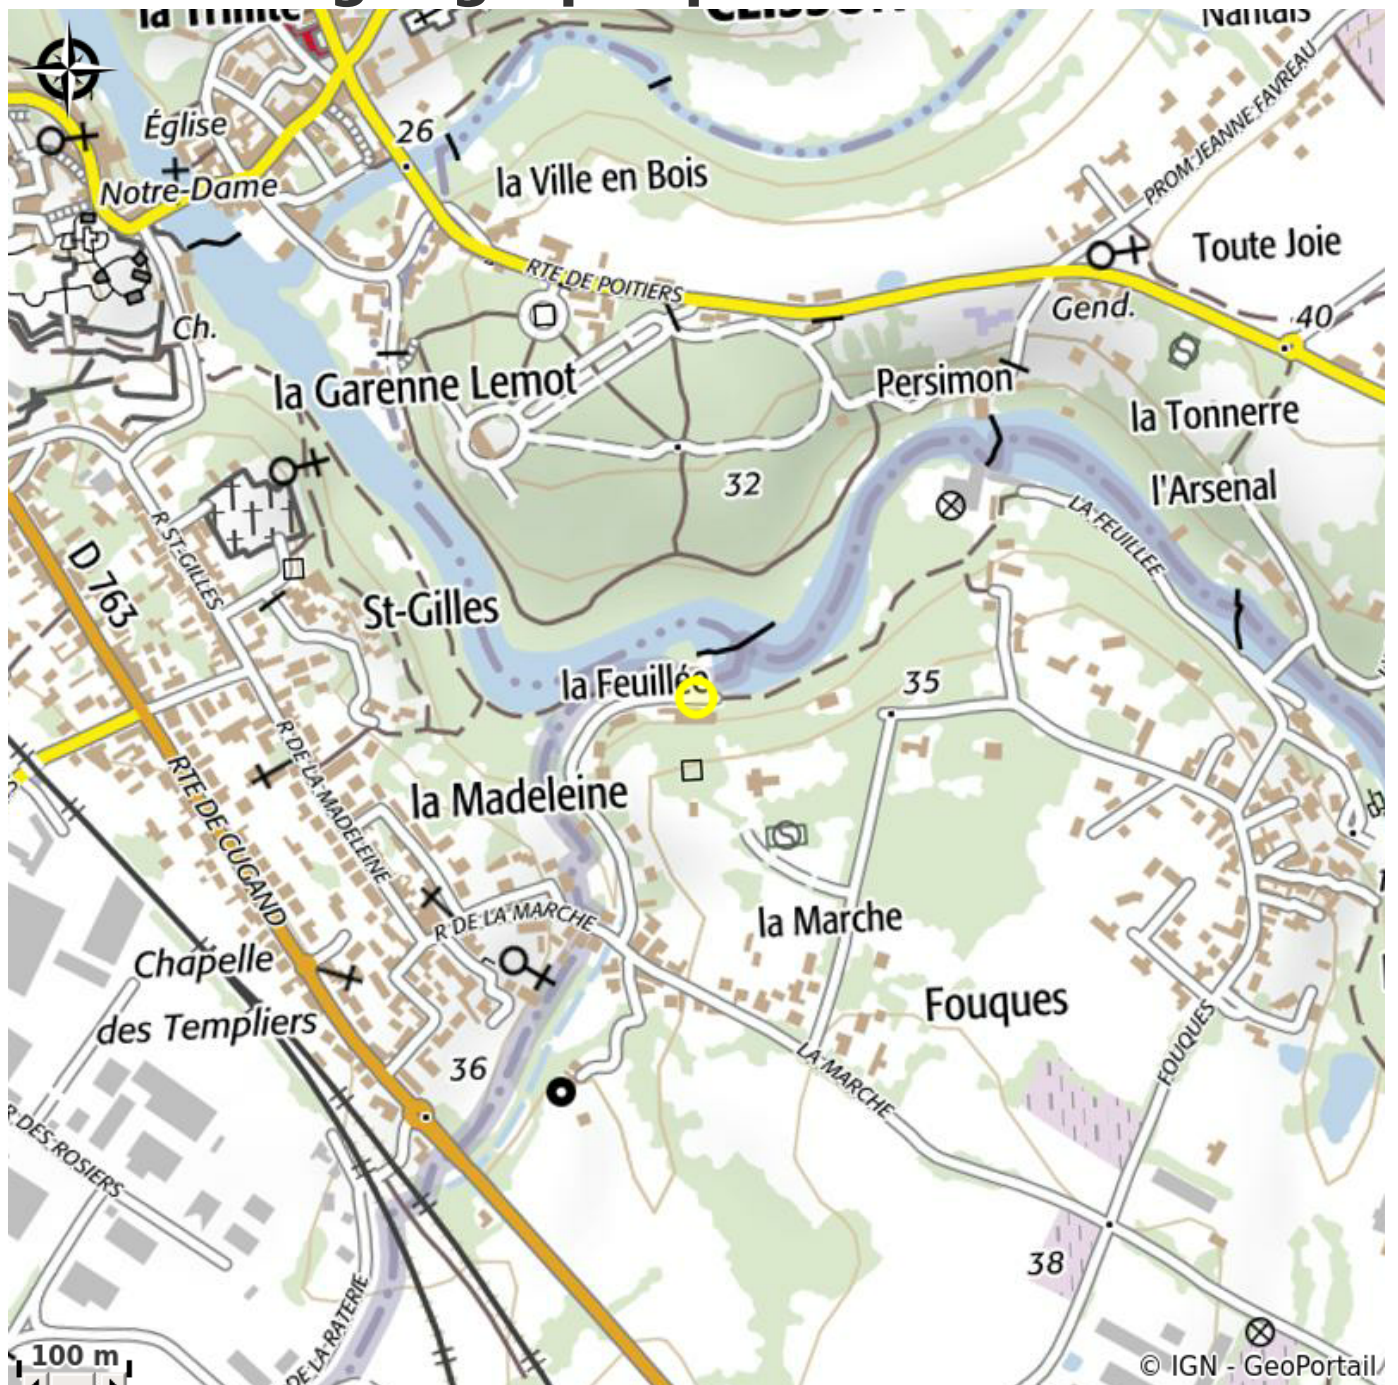 la Trinité
CLISSON
Nantais
PROM JEANNE FAVREAU
Église
Notre-Dame
26
la Ville en Bois
Toute Joie
RTE DE POITIERS
Gend.
40
Ch.
la Garenne Lemot
Persimon
la Tonnerre
32
l'Arsenal
R ST-GILLES
LA FEUILLEE
D 763
St-Gilles
la Feuillée
35
R DE LA MADELEINE
RTE DE CUGAND
la Madeleine
R DE LA MARCHE
la Marche
Chapelle
des Templiers
Fouques
36
LA MARCHE
FOUQUES
R DES ROSIERS
38
DE LA RATERIE
100 m
© IGN - GeoPortail